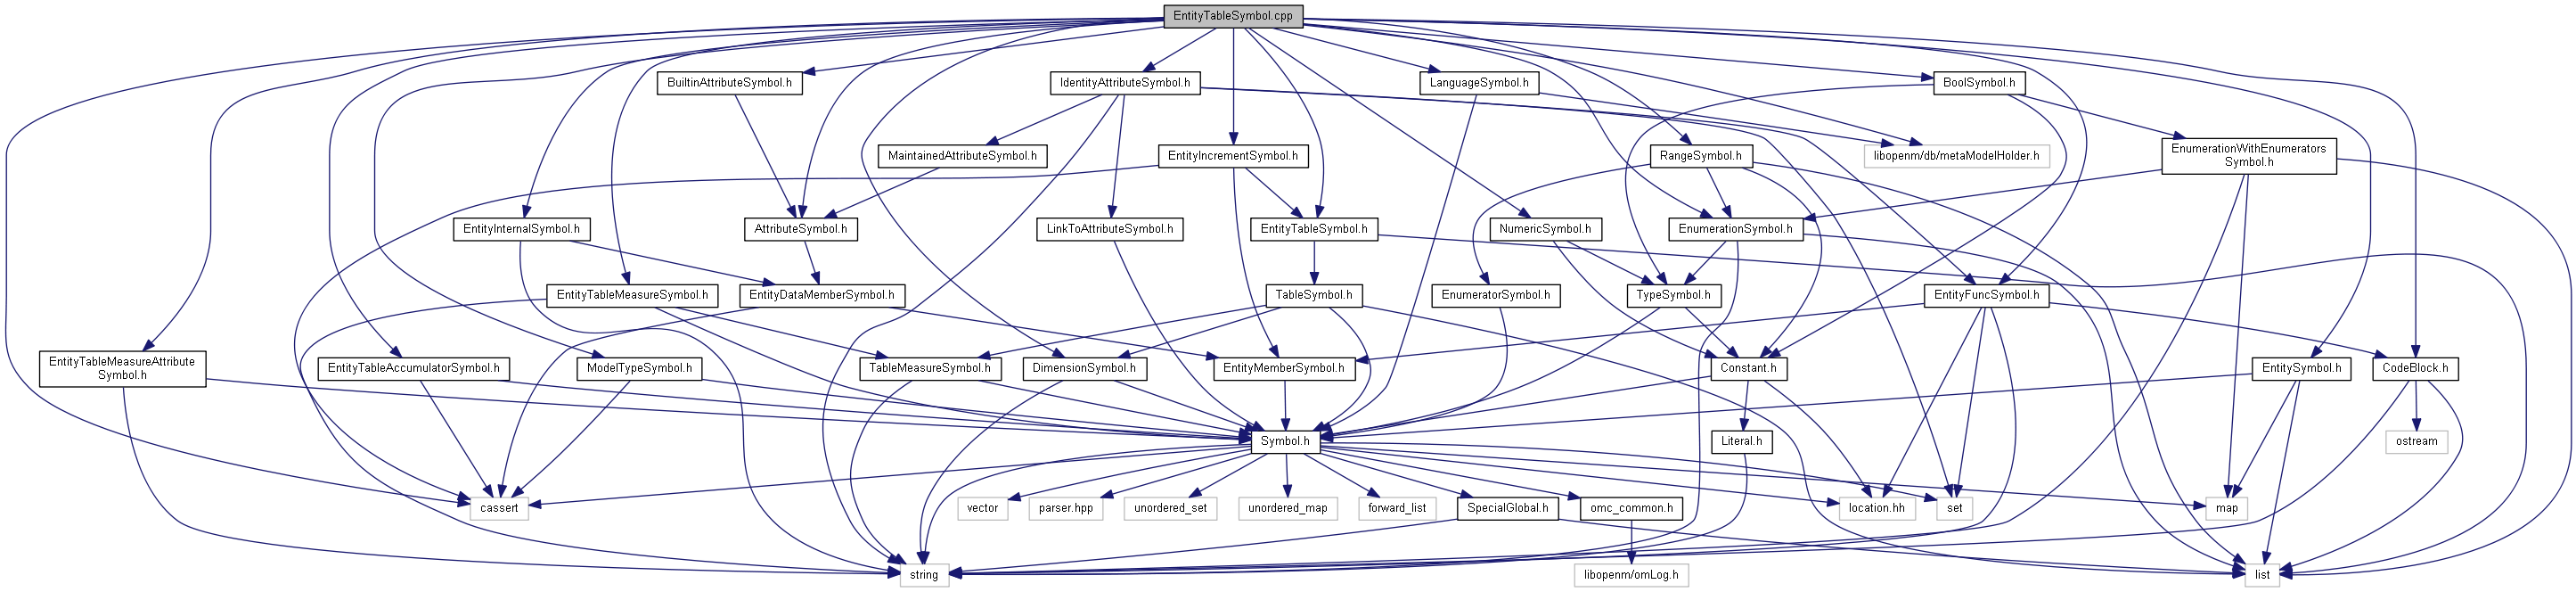 EntityTableSymbol.cpp
BuiltinAttributeSymbol.h
IdentityAttributeSymbol.h
LanguageSymbol.h
BoolSymbol.h
MaintainedAttributeSymbol.h
EntityIncrementSymbol.h
RangeSymbol.h
libopenm/db/metaModelHolder.h
EnumerationWithEnumerators
Symbol.h
EntityInternalSymbol.h
AttributeSymbol.h
LinkToAttributeSymbol.h
EntityTableSymbol.h
NumericSymbol.h
EnumerationSymbol.h
EntityTableMeasureSymbol.h
EntityDataMemberSymbol.h
TableSymbol.h
EnumeratorSymbol.h
TypeSymbol.h
EntityFuncSymbol.h
EntityTableMeasureAttribute
Symbol.h
EntityTableAccumulatorSymbol.h
ModelTypeSymbol.h
TableMeasureSymbol.h
DimensionSymbol.h
EntityMemberSymbol.h
Constant.h
EntitySymbol.h
CodeBlock.h
Symbol.h
Literal.h
ostream
cassert
vector
parser.hpp
unordered_set
unordered_map
forward_list
SpecialGlobal.h
omc_common.h
location.hh
set
map
string
libopenm/omLog.h
list